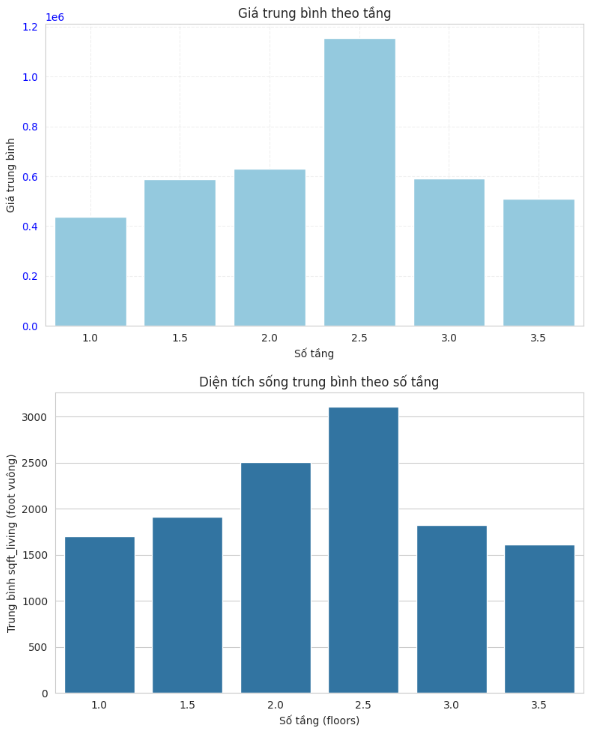 Giá trung bình theo tầng
1e6
1.2
1.0
0.8
0.6
0.4
0.2
0.0
Giá trung bình
1.0 1.5 2.0 2.5 3.0 3.5
Số tầng
Diện tích sống trung bình theo số tầng
3000
2500
2000
1500
1000
500
0
Trung bình sqft_living (foot vuông)
1.0 1.5 2.0 2.5 3.0 3.5
Số tầng (floors)